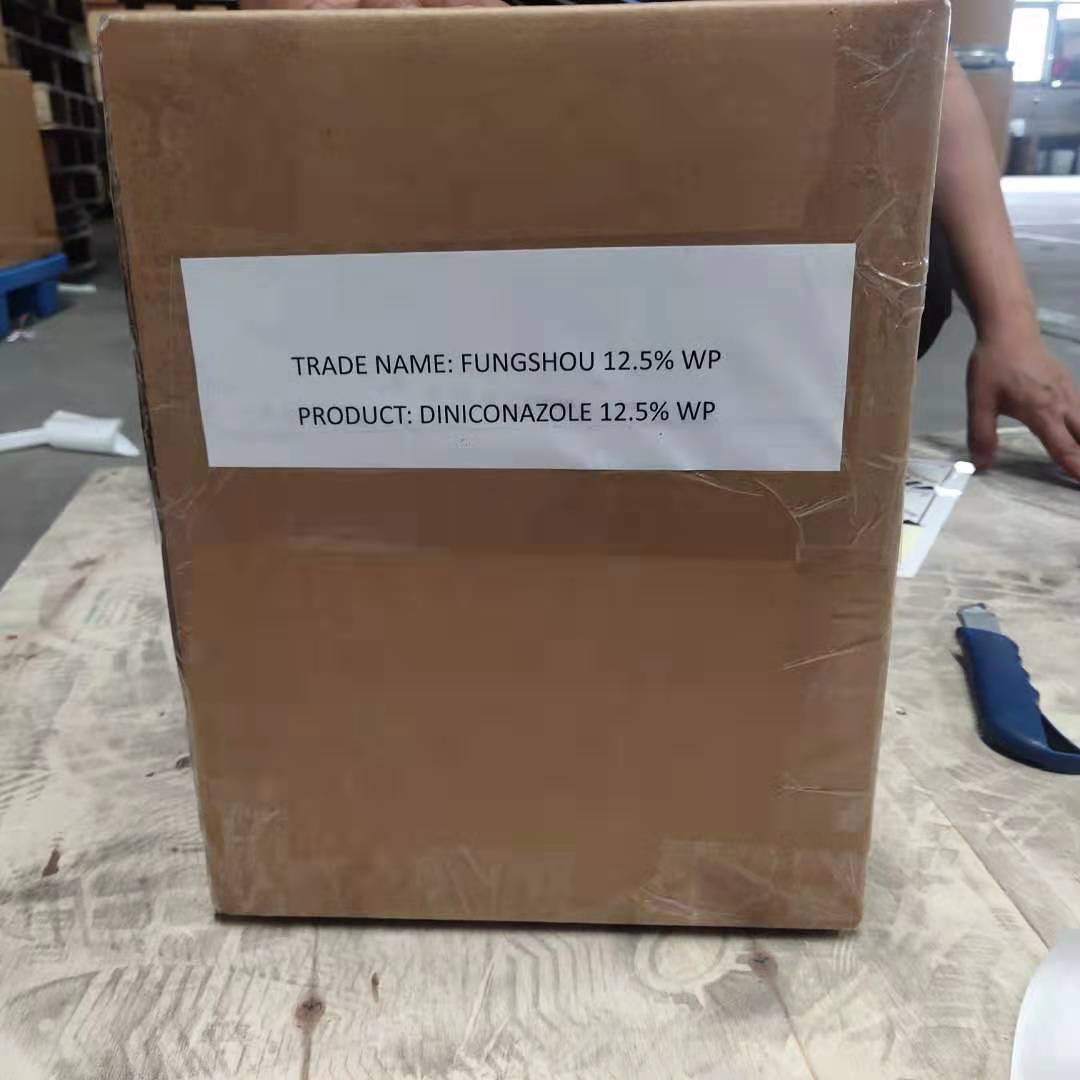 TRADE NAME: FUNGSHOU 12.5% WP
PRODUCT: DINICONAZOLE 12.5% WP